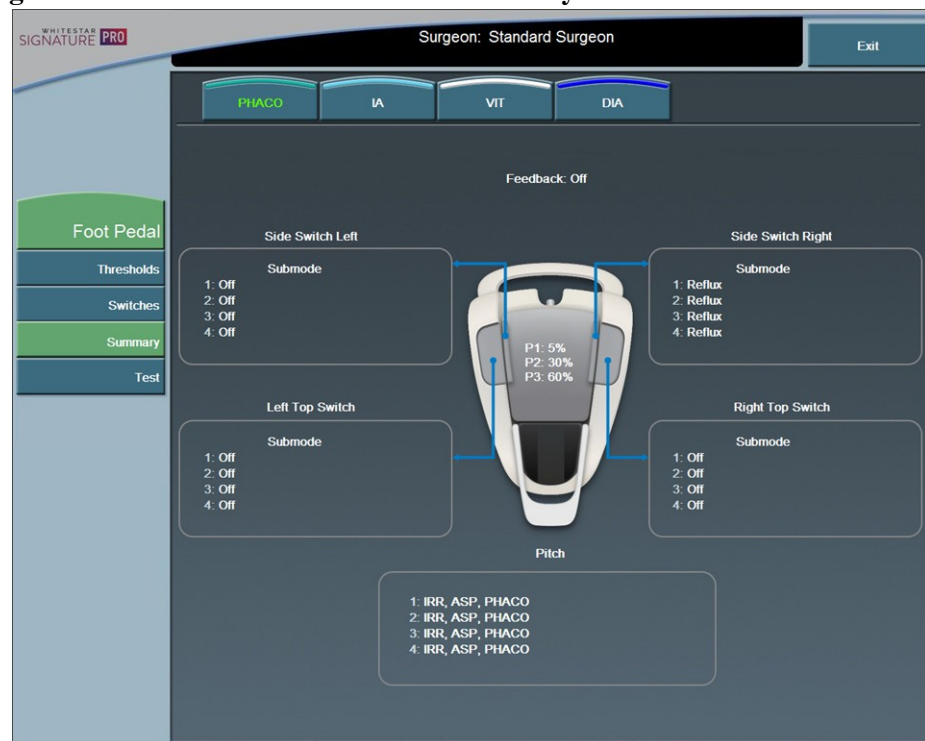 WHITESTAR
SIGNATURE PRO
Surgeon: Standard Surgeon
Exit
PHACO
IA
VIT
DIA
Feedback: Off
Foot Pedal
Thresholds
Switches
Summary
Test
Side Switch Left
Submode
1: Off
2: Off
3: Off
4: Off
Side Switch Right
Submode
1: Reflux
2: Reflux
3: Reflux
4: Reflux
P1: 5%
P2: 30%
P3: 60%
Left Top Switch
Submode
1: Off
2: Off
3: Off
4: Off
Right Top Switch
Submode
1: Off
2: Off
3: Off
4: Off
Pitch
1: IRR, ASP, PHACO
2: IRR, ASP, PHACO
3: IRR, ASP, PHACO
4: IRR, ASP, PHACO